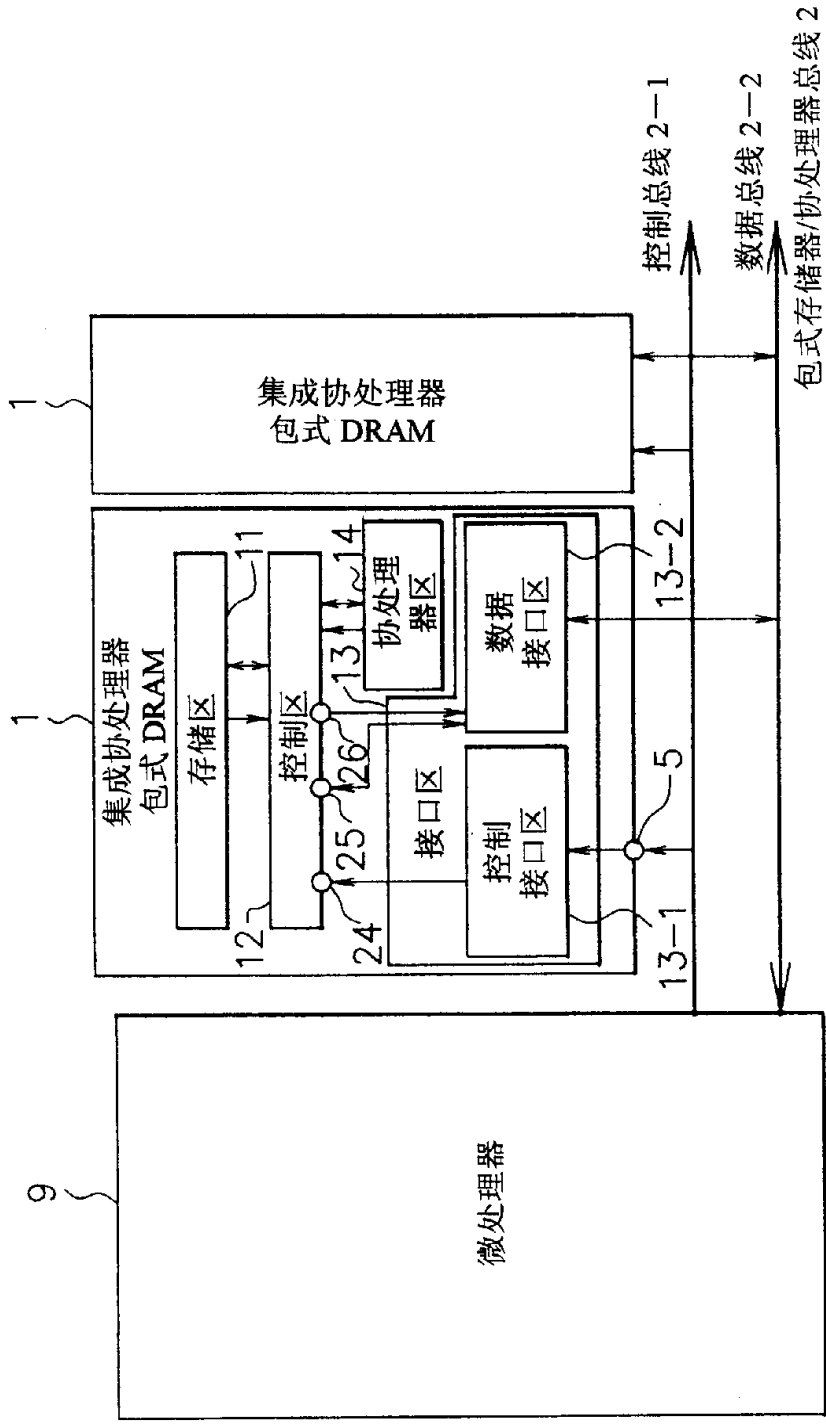 9
微处理器
1
集成协处理器
包式 DRAM
存储区
11
12
控制区
24
25
26
13
14
协处理
器区
接口区
控制
接口区
数据
接口区
13-1
13-2
5
1
集成协处理器
包式 DRAM
控制总线 2-1
数据总线 2-2
包式存储器/协处理器总线 2